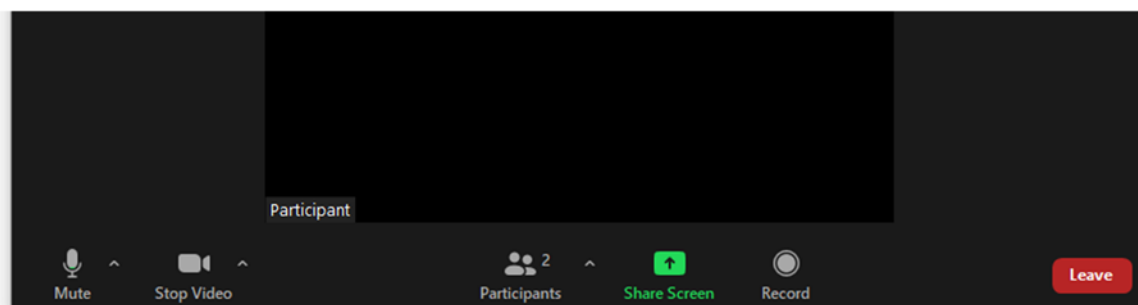 Participant
Mute
Stop Video
Participants 2
Share Screen
Record
Leave